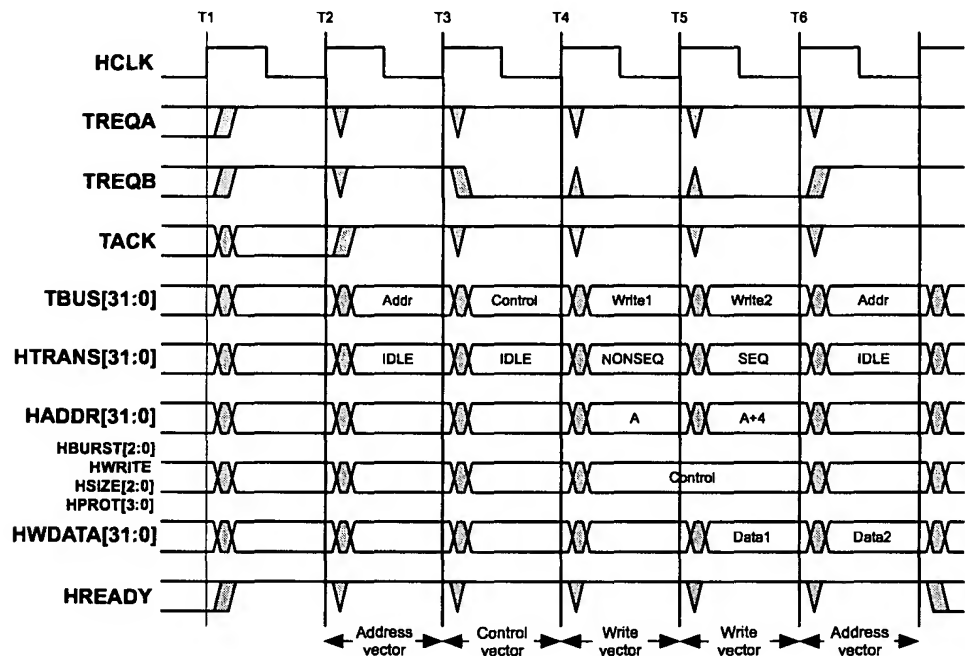 T1 T2 T3 T4 T5 T6
HCLK
TREQA
TREQB
TACK
TBUS[31:0] Addr Control Write1 Write2 Addr
HTRANS[31:0] IDLE IDLE NONSEQ SEQ IDLE
HADDR[31:0] A A+4
HBURST[2:0]
HWRITE
HSIZE[2:0]
Control
HPROT[3:0]
HWDATA[31:0] Data1 Data2
HREADY
Address Control Write Write Address
vector vector vector vector vector